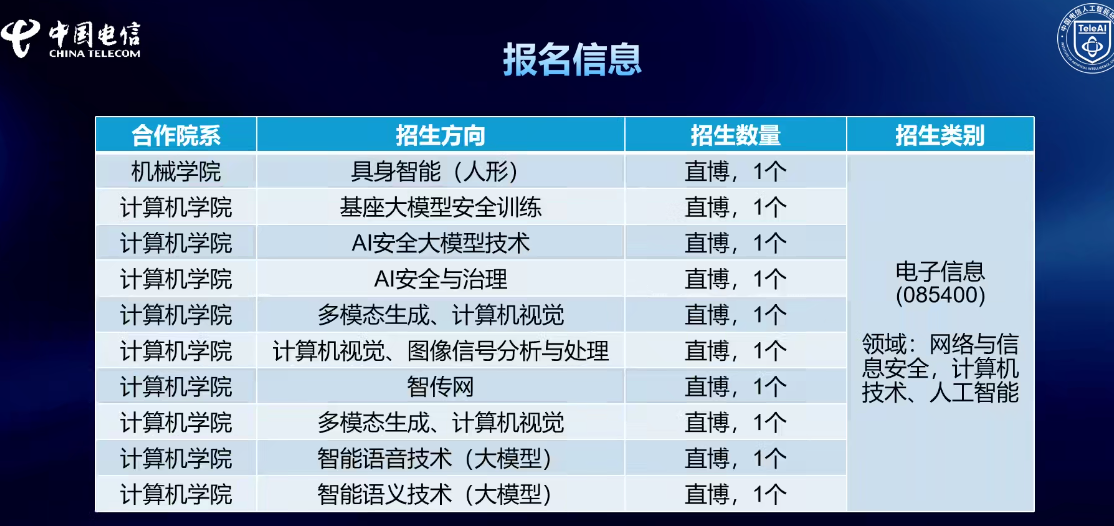 中国电信
CHINA TELECOM
TeleAI
报名信息
合作院系 招生方向 招生数量 招生类别
机械学院 具身智能（人形） 直博，1个
计算机学院 基座大模型安全训练 直博，1个
计算机学院 AI安全大模型技术 直博，1个
计算机学院 AI安全与治理 直博，1个
计算机学院 多模态生成、计算机视觉 直博，1个
计算机学院 计算机视觉、图像信号分析与处理 直博，1个
计算机学院 智传网 直博，1个
计算机学院 多模态生成、计算机视觉 直博，1个
计算机学院 智能语音技术（大模型） 直博，1个
计算机学院 智能语义技术（大模型） 直博，1个
电子信息
(085400)
领域：网络与信
息安全，计算机
技术、人工智能